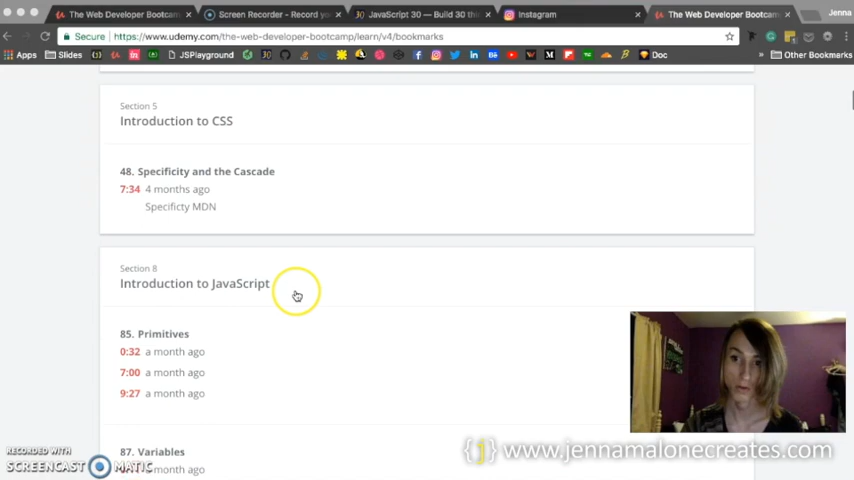 The Web Developer Bootcam
Screen Recorder - Record yo
JavaScript 30 — Build 30 thi
Instagram
The Web Developer Bootcam
Jenna
Secure
https://www.udemy.com/the-web-developer-bootcamp/learn/v4/bookmarks
Apps
Slides
JSPlayground
Doc
» Other Bookmarks
Section 5
Introduction to CSS
48. Specificity and the Cascade
7:34 4 months ago
Specificty MDN
Section 8
Introduction to JavaScript
85. Primitives
0:32 a month ago
7:00 a month ago
9:27 a month ago
87. Variables
month ago
RECORDED WITH
SCREENCAST MATIC
{j} www.jennamalonecreates.com